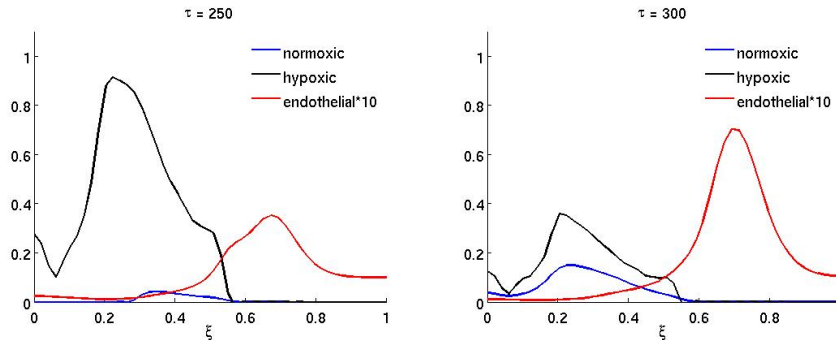 τ = 250
normoxic
hypoxic
endothelial*10
1
0.8
0.6
0.4
0.2
0
0 0.2 0.4 0.6 0.8 1
ξ
τ = 300
normoxic
hypoxic
endothelial*10
1
0.8
0.6
0.4
0.2
0
0 0.2 0.4 0.6 0.8
ξ